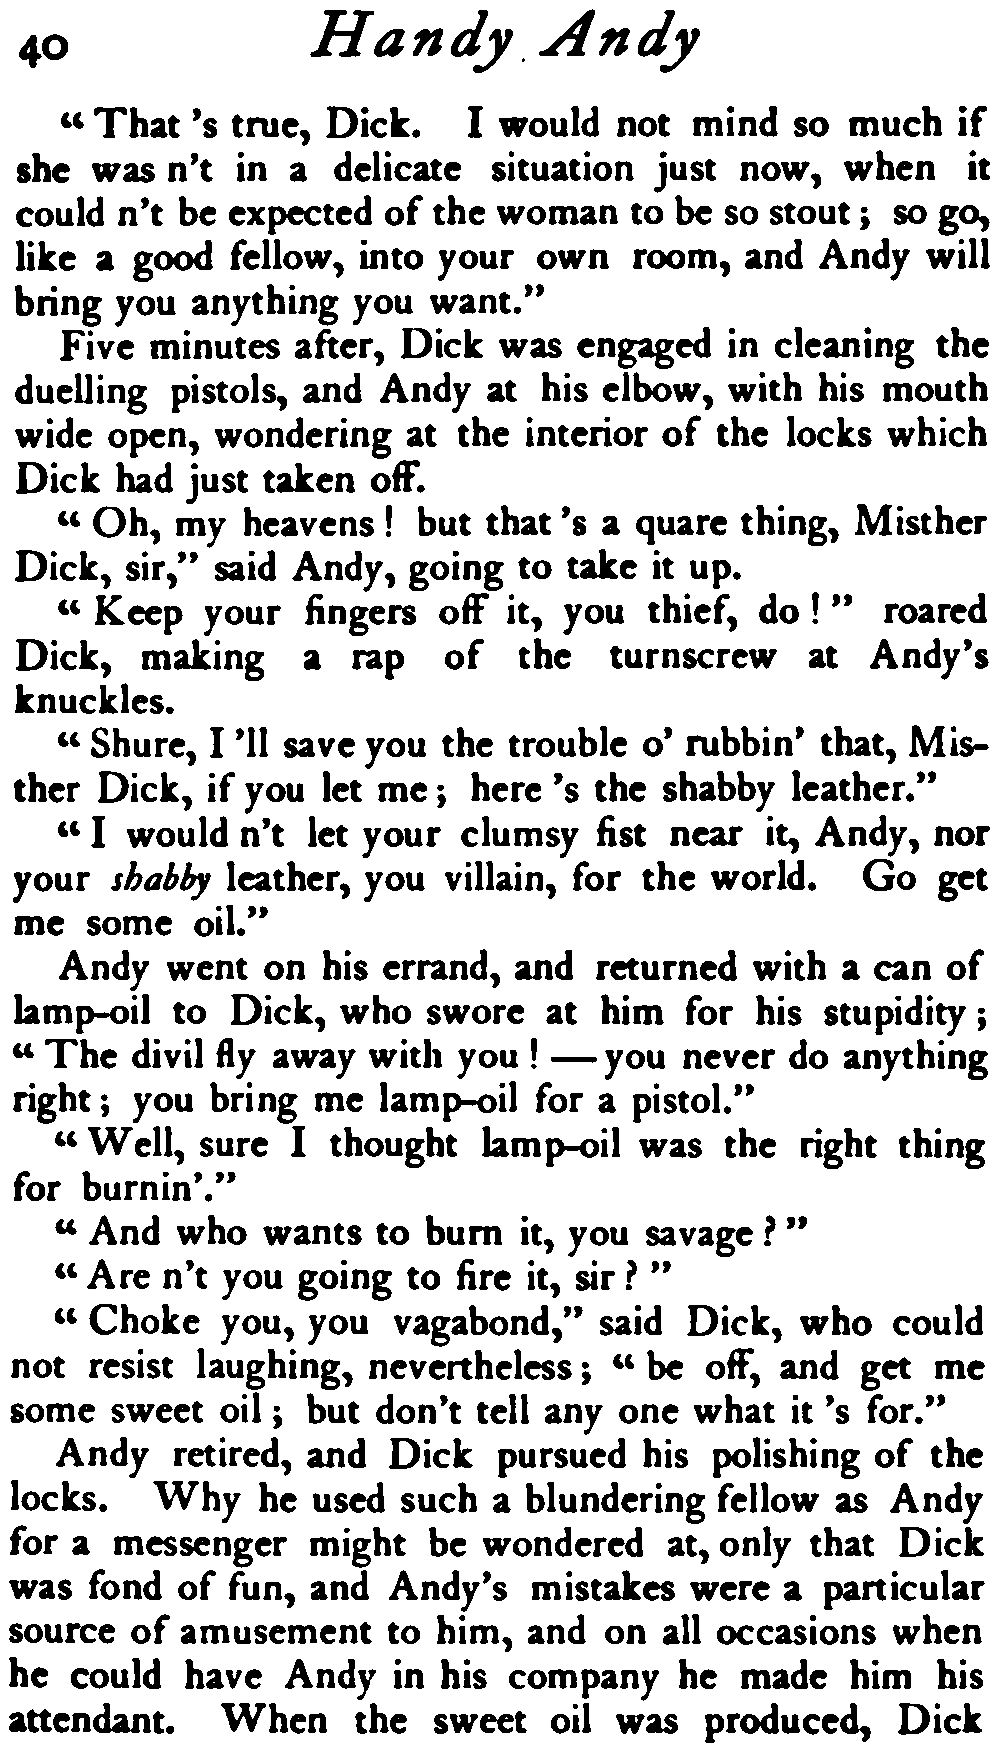 40 Handy Andy
“ That 's true, Dick. I would not mind so much if
she was n't in a delicate situation just now, when it
could n't be expected of the woman to be so stout ; so go,
like a good fellow, into your own room, and Andy will
bring you anything you want.”
Five minutes after, Dick was engaged in cleaning the
duelling pistols, and Andy at his elbow, with his mouth
wide open, wondering at the interior of the locks which
Dick had just taken off.
“ Oh, my heavens ! but that 's a quare thing, Misther
Dick, sir,” said Andy, going to take it up.
“ Keep your fingers off it, you thief, do ! ” roared
Dick, making a rap of the turnscrew at Andy's
knuckles.
“ Shure, I 'll save you the trouble o' rubbin' that, Mis-
ther Dick, if you let me ; here 's the shabby leather.”
“ I would n't let your clumsy fist near it, Andy, nor
your shabby leather, you villain, for the world. Go get
me some oil.”
Andy went on his errand, and returned with a can of
lamp-oil to Dick, who swore at him for his stupidity ;
“ The divil fly away with you ! — you never do anything
right ; you bring me lamp-oil for a pistol.”
“ Well, sure I thought lamp-oil was the right thing
for burnin'.”
“ And who wants to burn it, you savage ? ”
“ Are n't you going to fire it, sir ? ”
“ Choke you, you vagabond,” said Dick, who could
not resist laughing, nevertheless ; “ be off, and get me
some sweet oil ; but don't tell any one what it 's for.”
Andy retired, and Dick pursued his polishing of the
locks. Why he used such a blundering fellow as Andy
for a messenger might be wondered at, only that Dick
was fond of fun, and Andy's mistakes were a particular
source of amusement to him, and on all occasions when
he could have Andy in his company he made him his
attendant. When the sweet oil was produced, Dick